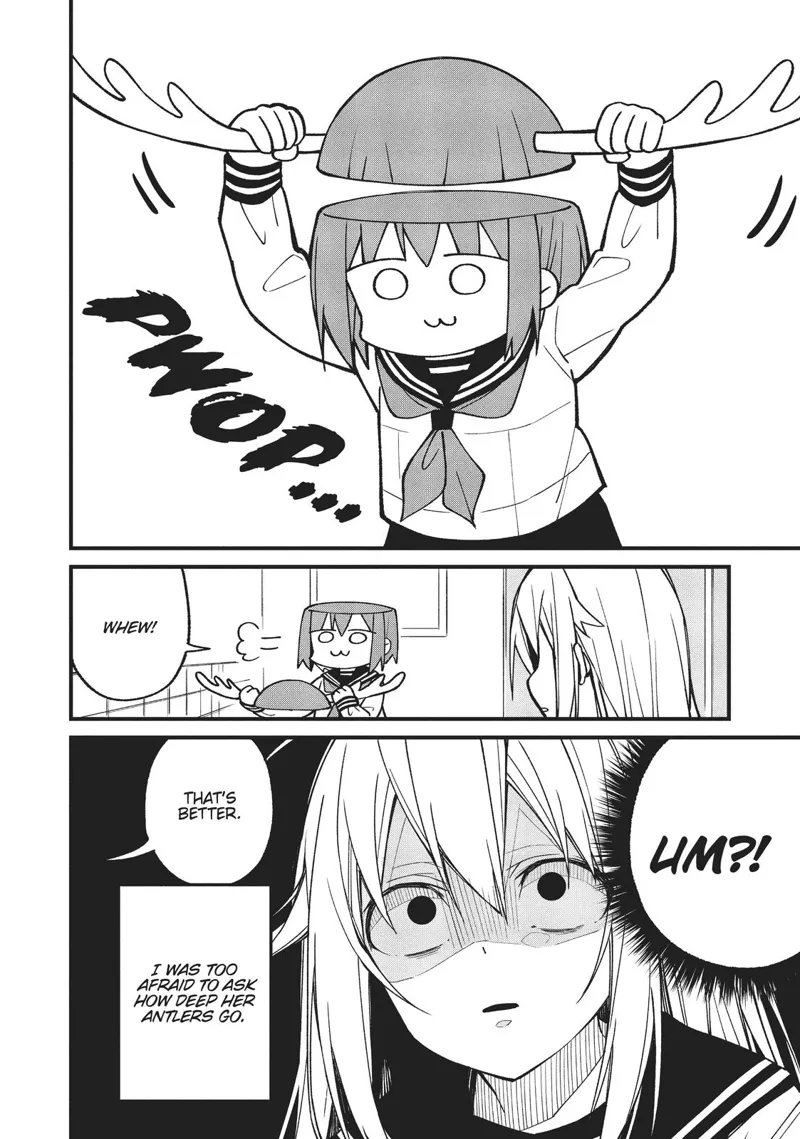 PWOP...
WHEW!
THAT'S
BETTER.
UM?!
I WAS TOO
AFRAID TO ASK
HOW DEEP HER
ANTLERS GO.